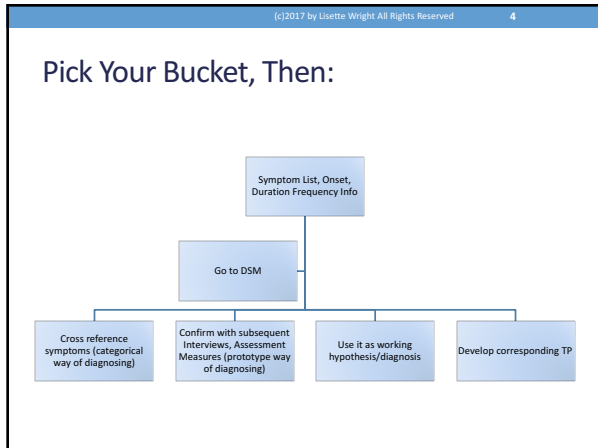 (c)2017 by Lisette Wright All Rights Reserved 4
Pick Your Bucket, Then:
Symptom List, Onset,
Duration Frequency Info
Go to DSM
Cross reference
symptoms (categorical
way of diagnosing)
Confirm with subsequent
Interviews, Assessment
Measures (prototype way
of diagnosing)
Use it as working
hypothesis/diagnosis
Develop corresponding TP